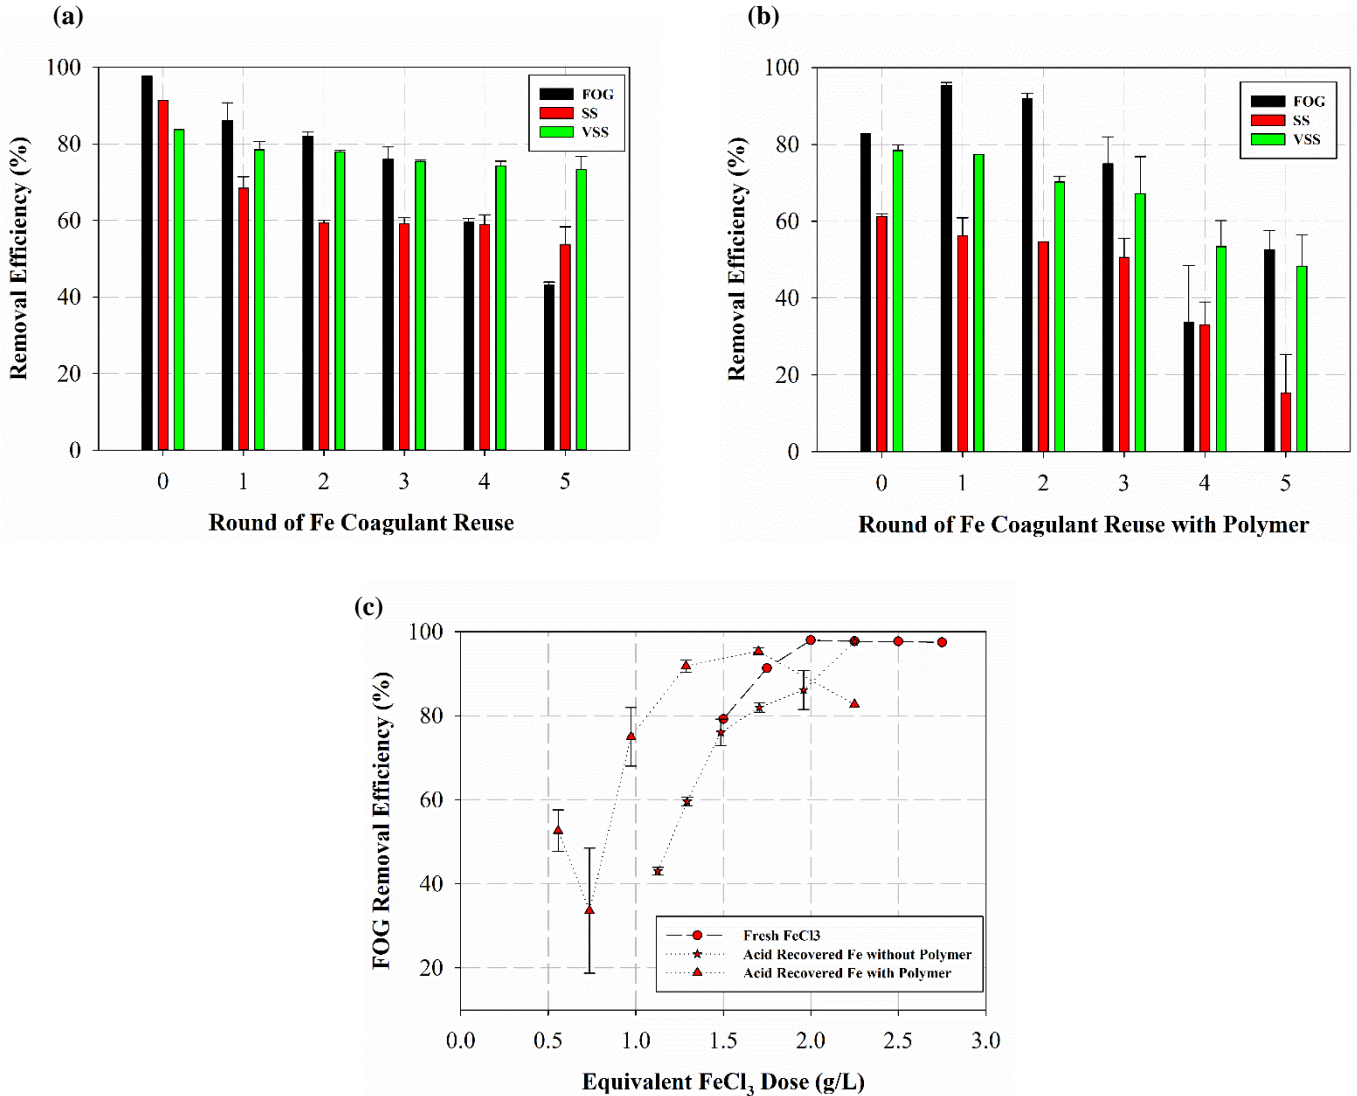 (a)
100
80
60
40
20
0
Removal Efficiency (%)
FOG
SS
VSS
0 1 2 3 4 5
Round of Fe Coagulant Reuse
(b)
100
80
60
40
20
0
Removal Efficiency (%)
FOG
SS
VSS
0 1 2 3 4 5
Round of Fe Coagulant Reuse with Polymer
(c)
100
80
60
40
20
FOG Removal Efficiency (%)
Fresh FeCl3
Acid Recovered Fe without Polymer
Acid Recovered Fe with Polymer
0.0 0.5 1.0 1.5 2.0 2.5 3.0
Equivalent FeCl₃ Dose (g/L)